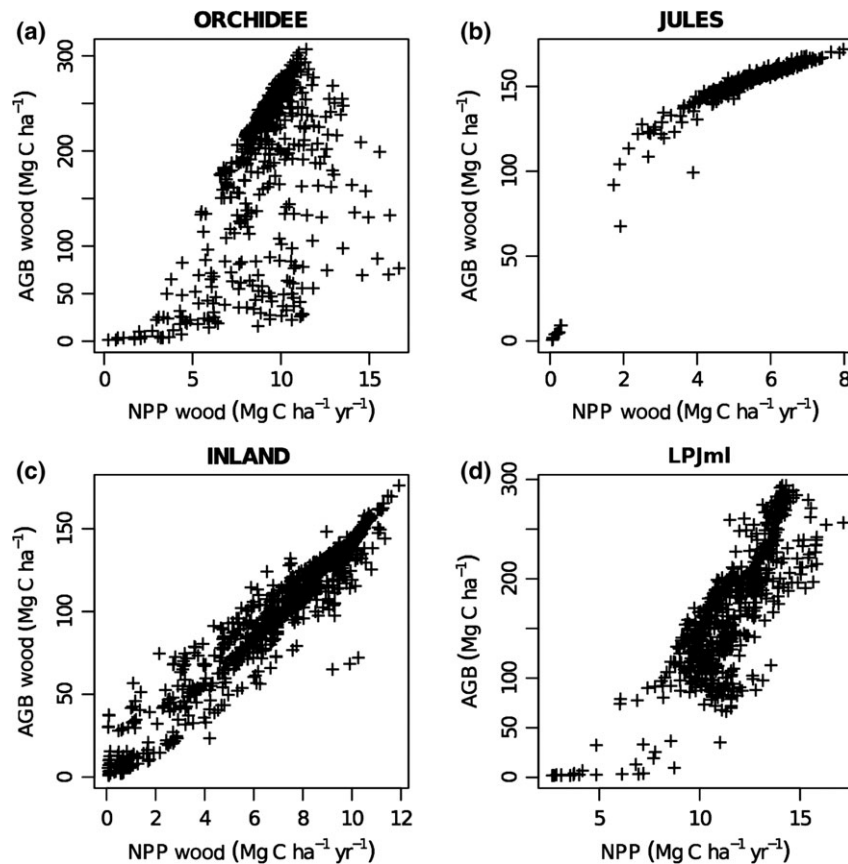 (a)
ORCHIDEE
AGB wood (Mg C ha⁻¹)
0 50 100 200 300
0 5 10 15
NPP wood (Mg C ha⁻¹ yr⁻¹)
(b)
JULES
AGB wood (Mg C ha⁻¹)
0 50 100 150
0 2 4 6 8
NPP wood (Mg C ha⁻¹ yr⁻¹)
(c)
INLAND
AGB wood (Mg C ha⁻¹)
0 50 100 150
0 2 4 6 8 10 12
NPP wood (Mg C ha⁻¹ yr⁻¹)
(d)
LPJml
AGB (Mg C ha⁻¹)
0 50 100 200 300
5 10 15
NPP (Mg C ha⁻¹ yr⁻¹)